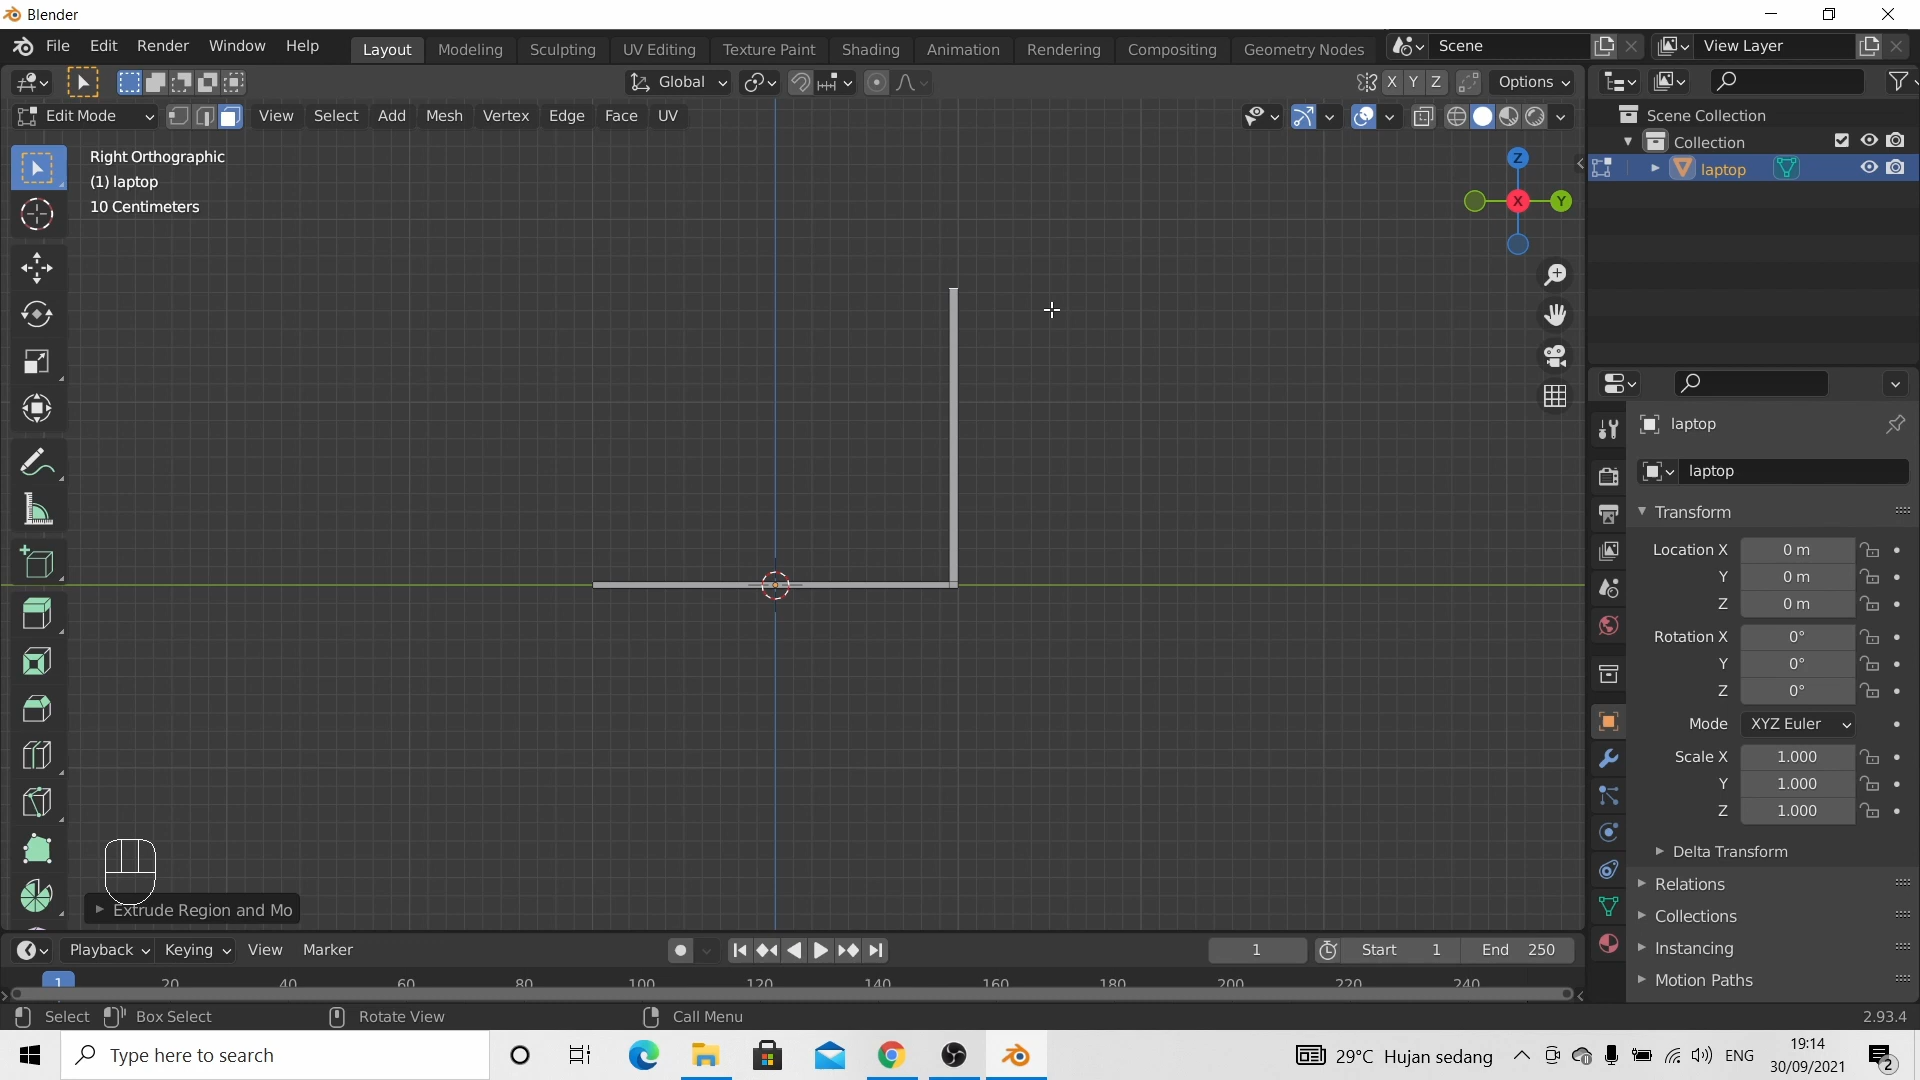 Blender
File Edit Render Window Help Layout Modeling Sculpting UV Editing Texture Paint Shading Animation Rendering Compositing Geometry Nodes Scene View Layer
Global X Y Z Options
Edit Mode View Select Add Mesh Vertex Edge Face UV
Right Orthographic
(1) laptop
10 Centimeters
Z
X
Y
Extrude Region and Mo
Scene Collection
Collection
laptop
laptop
laptop
Transform
Location X 0 m
Y 0 m
Z 0 m
Rotation X 0°
Y 0°
Z 0°
Mode XYZ Euler
Scale X 1.000
Y 1.000
Z 1.000
Delta Transform
Relations
Collections
Instancing
Motion Paths
Playback Keying View Marker 1 Start 1 End 250
1 20 40 60 80 100 120 140 160 180 200 220 240
Select Box Select Rotate View Call Menu 2.93.4
Type here to search 29°C Hujan sedang ENG 19:14
30/09/2021 2